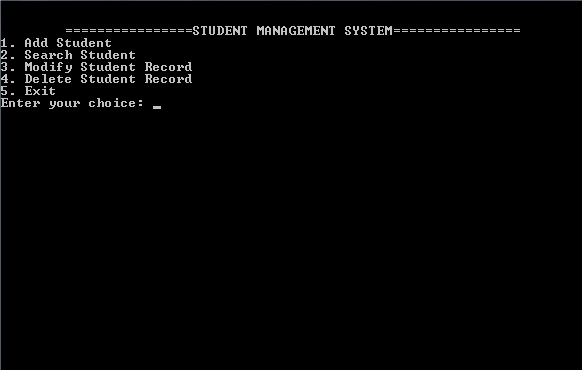 ================STUDENT MANAGEMENT SYSTEM================
1. Add Student
2. Search Student
3. Modify Student Record
4. Delete Student Record
5. Exit
Enter your choice: _